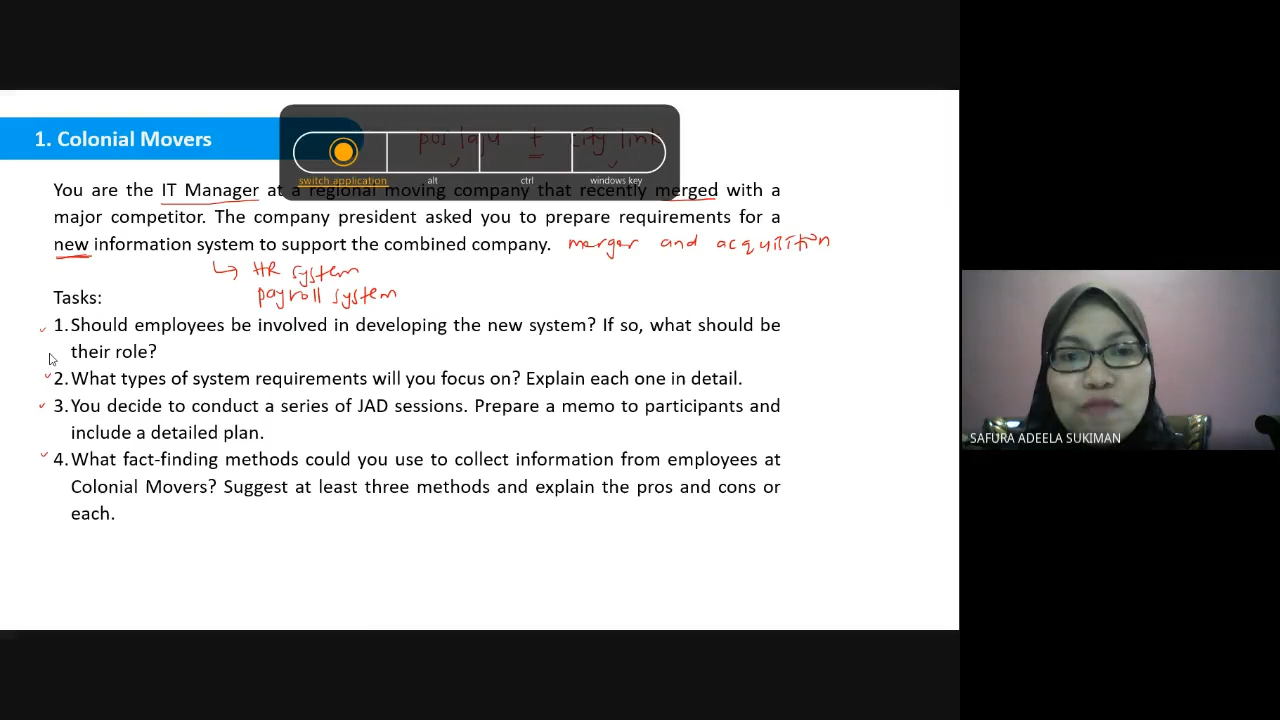 1. Colonial Movers
pos laju + city link
switch application alt ctrl windows key
You are the IT Manager at a regional moving company that recently merged with a
major competitor. The company president asked you to prepare requirements for a
new information system to support the combined company. merger and acquisition
HR system
payroll system
Tasks:
1. Should employees be involved in developing the new system? If so, what should be
their role?
2. What types of system requirements will you focus on? Explain each one in detail.
3. You decide to conduct a series of JAD sessions. Prepare a memo to participants and
include a detailed plan.
4. What fact-finding methods could you use to collect information from employees at
Colonial Movers? Suggest at least three methods and explain the pros and cons or
each.
SAFURA ADEELA SUKIMAN